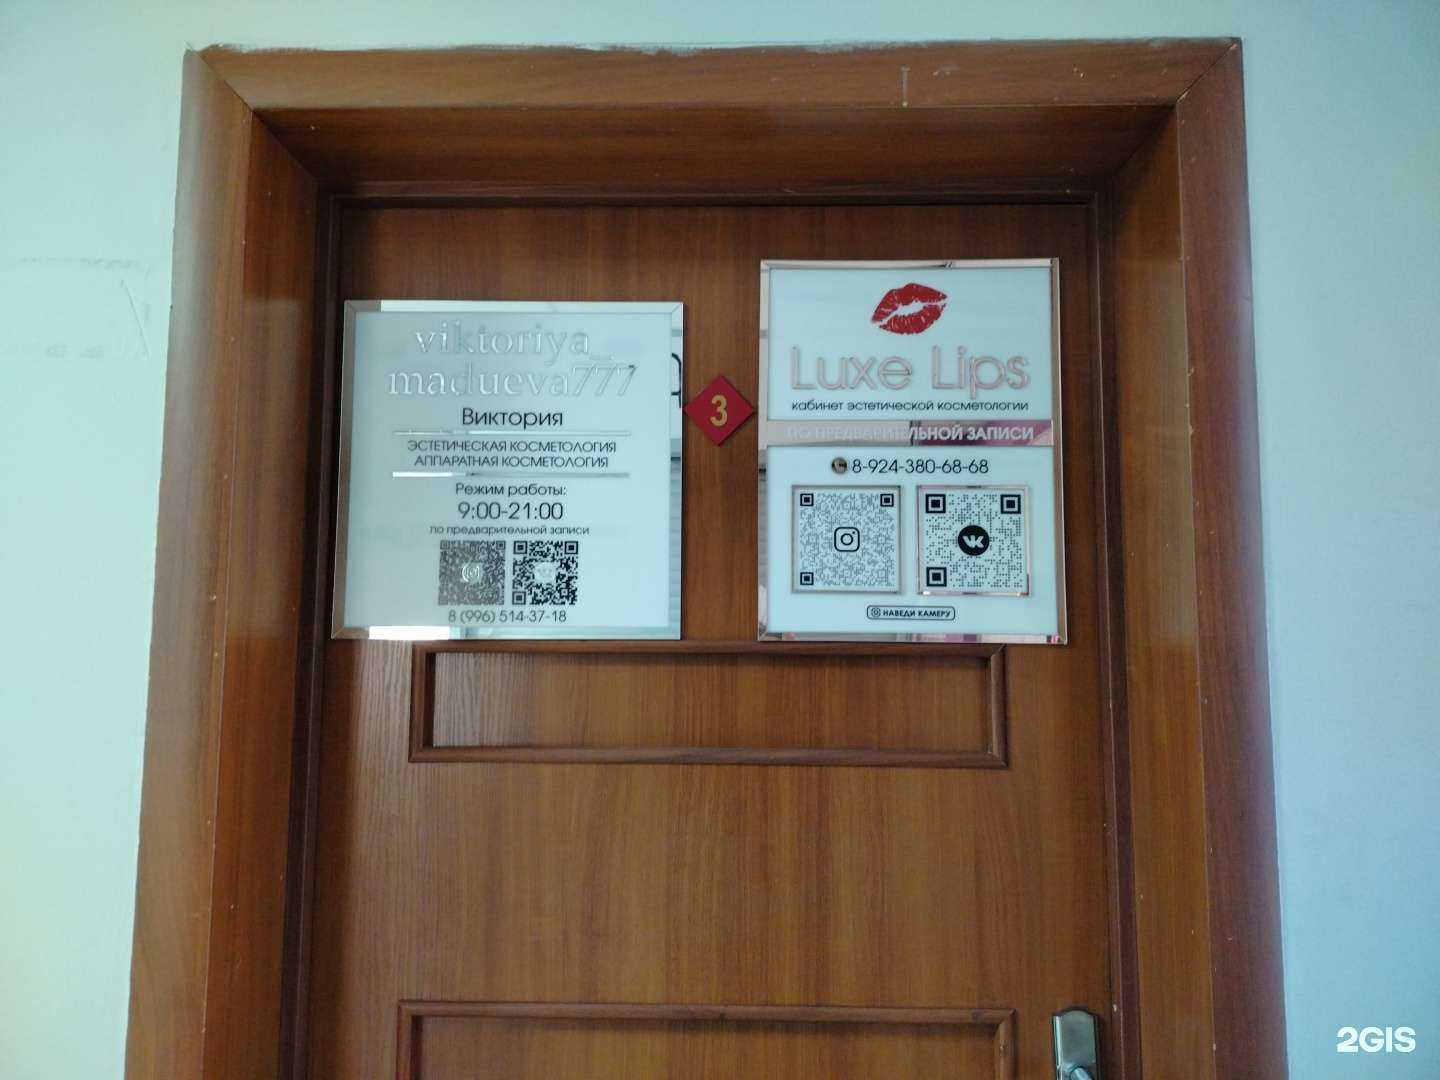 viktoriya_
madueva777
Виктория
ЭСТЕТИЧЕСКАЯ КОСМЕТОЛОГИЯ
АППАРАТНАЯ КОСМЕТОЛОГИЯ
Режим работы:
9:00-21:00
по предварительной записи
8 (996) 514-37-18
3
Luxe Lips
кабинет эстетической косметологии
ПО ПРЕДВАРИТЕЛЬНОЙ ЗАПИСИ
8-924-380-68-68
НАВЕДИ КАМЕРУ
2GIS